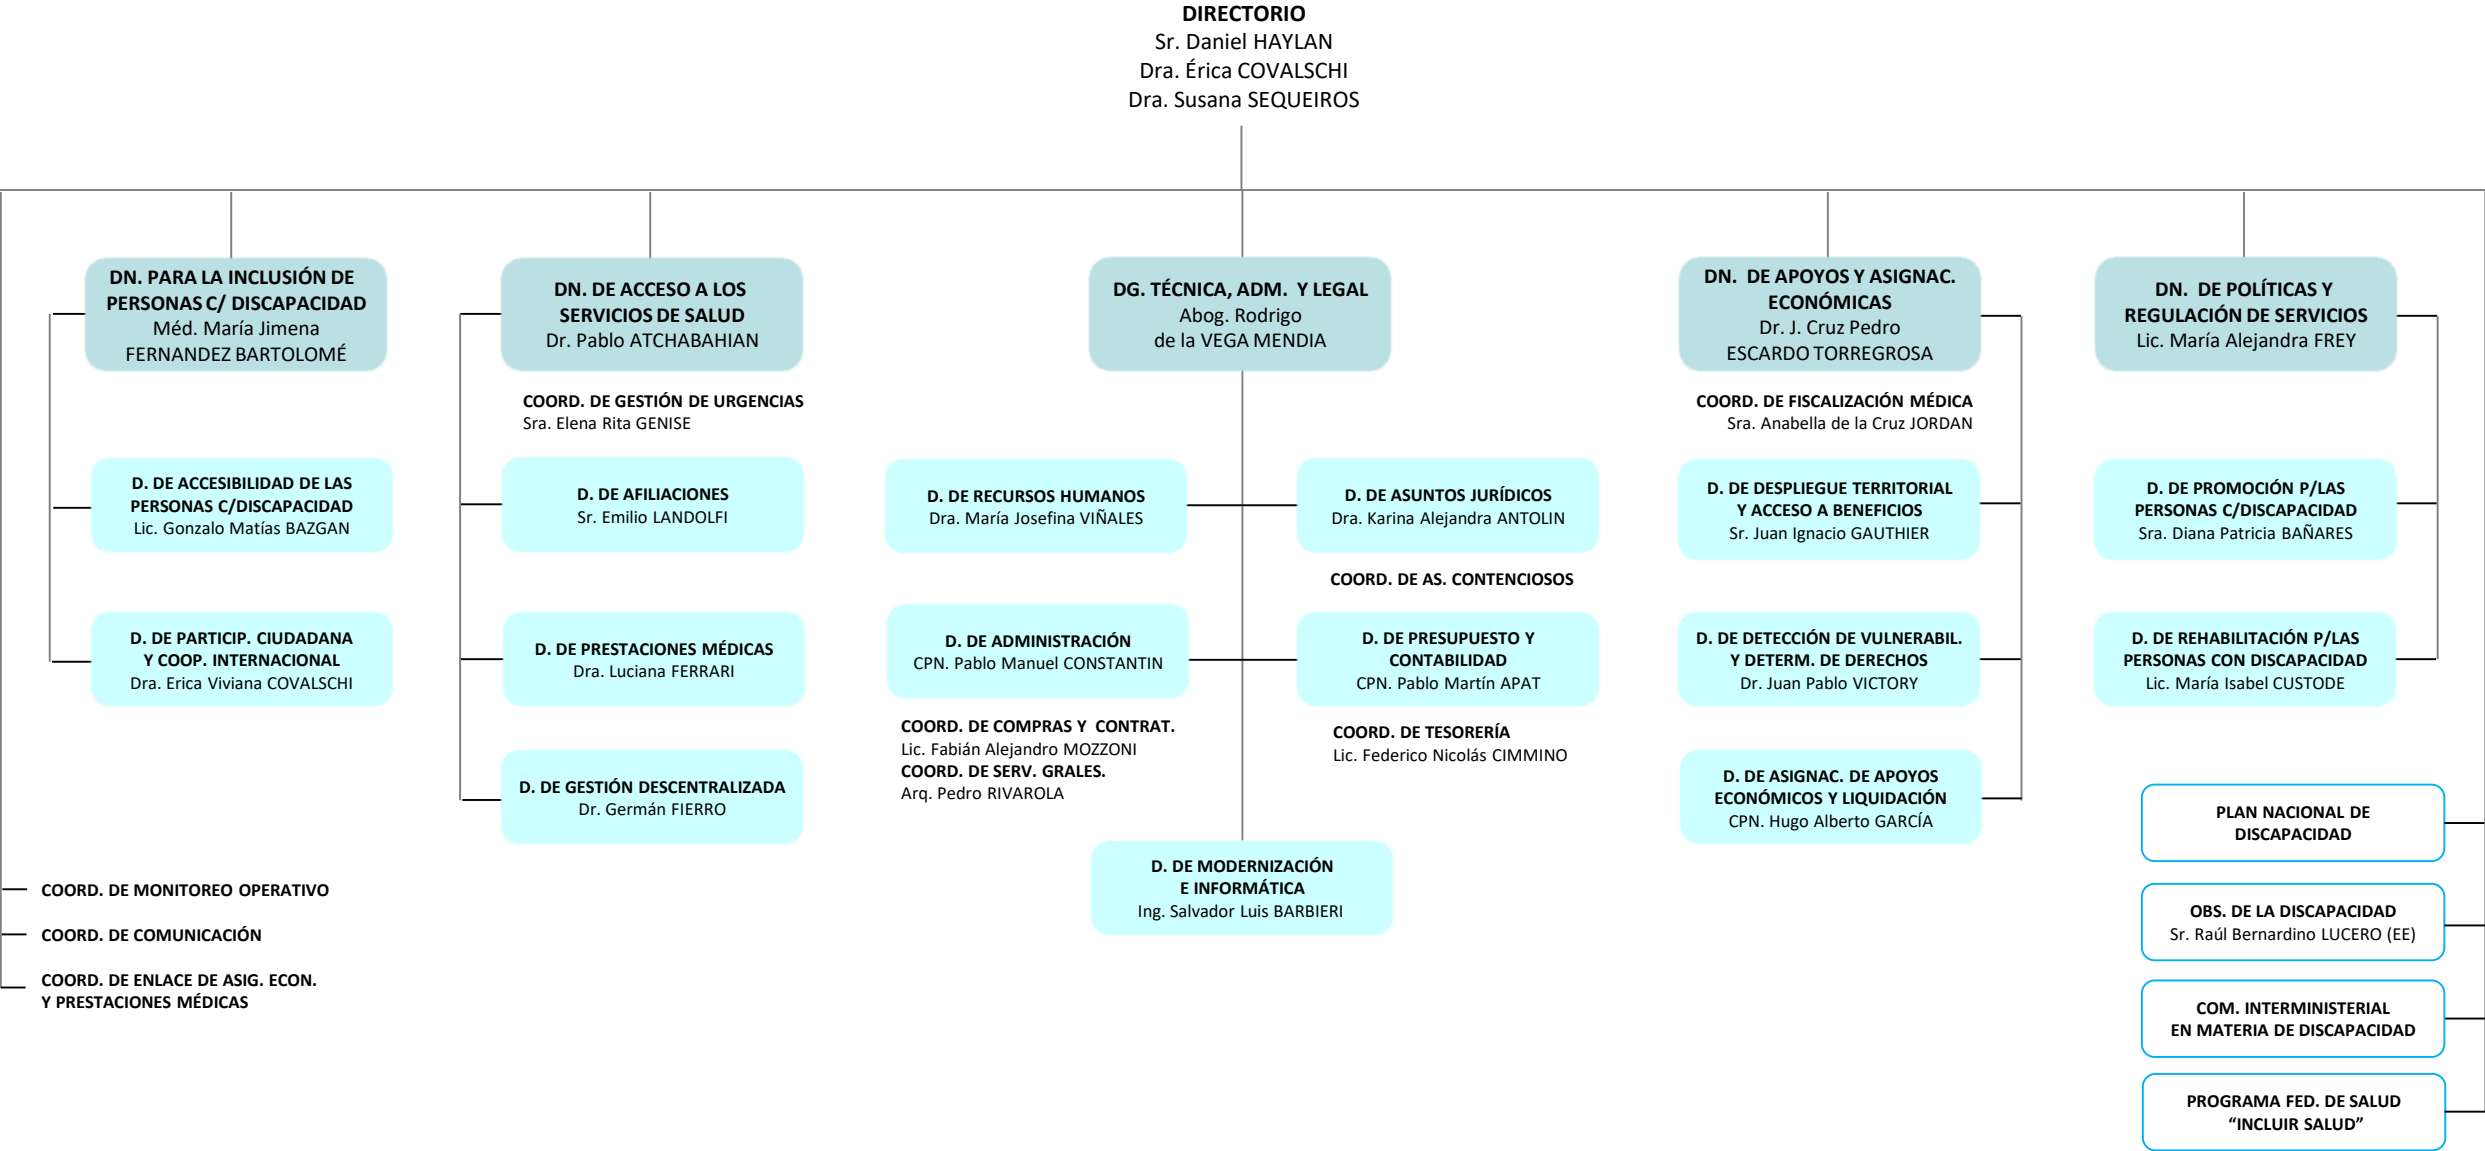 DIRECTORIO
Sr. Daniel HAYLAN
Dra. Érica COVALSCHI
Dra. Susana SEQUEIROS
DN. PARA LA INCLUSIÓN DE
PERSONAS C/ DISCAPACIDAD
Méd. María Jimena
FERNANDEZ BARTOLOMÉ
D. DE ACCESIBILIDAD DE LAS
PERSONAS C/DISCAPACIDAD
Lic. Gonzalo Matías BAZGAN
D. DE PARTICIP. CIUDADANA
Y COOP. INTERNACIONAL
Dra. Erica Viviana COVALSCHI
DN. DE ACCESO A LOS
SERVICIOS DE SALUD
Dr. Pablo ATCHABAHIAN
COORD. DE GESTIÓN DE URGENCIAS
Sra. Elena Rita GENISE
D. DE AFILIACIONES
Sr. Emilio LANDOLFI
D. DE PRESTACIONES MÉDICAS
Dra. Luciana FERRARI
D. DE GESTIÓN DESCENTRALIZADA
Dr. Germán FIERRO
DG. TÉCNICA, ADM. Y LEGAL
Abog. Rodrigo
de la VEGA MENDIA
D. DE RECURSOS HUMANOS
Dra. María Josefina VIÑALES
D. DE ASUNTOS JURÍDICOS
Dra. Karina Alejandra ANTOLIN
COORD. DE AS. CONTENCIOSOS
D. DE ADMINISTRACIÓN
CPN. Pablo Manuel CONSTANTIN
COORD. DE COMPRAS Y CONTRAT.
Lic. Fabián Alejandro MOZZONI
COORD. DE SERV. GRALES.
Arq. Pedro RIVAROLA
D. DE PRESUPUESTO Y
CONTABILIDAD
CPN. Pablo Martín APAT
COORD. DE TESORERÍA
Lic. Federico Nicolás CIMMINO
D. DE MODERNIZACIÓN
E INFORMÁTICA
Ing. Salvador Luis BARBIERI
DN. DE APOYOS Y ASIGNAC.
ECONÓMICAS
Dr. J. Cruz Pedro
ESCARDO TORREGROSA
COORD. DE FISCALIZACIÓN MÉDICA
Sra. Anabella de la Cruz JORDAN
D. DE DESPLIEGUE TERRITORIAL
Y ACCESO A BENEFICIOS
Sr. Juan Ignacio GAUTHIER
D. DE DETECCIÓN DE VULNERABIL.
Y DETERM. DE DERECHOS
Dr. Juan Pablo VICTORY
D. DE ASIGNAC. DE APOYOS
ECONÓMICOS Y LIQUIDACIÓN
CPN. Hugo Alberto GARCÍA
DN. DE POLÍTICAS Y
REGULACIÓN DE SERVICIOS
Lic. María Alejandra FREY
D. DE PROMOCIÓN P/LAS
PERSONAS C/DISCAPACIDAD
Sra. Diana Patricia BAÑARES
D. DE REHABILITACIÓN P/LAS
PERSONAS CON DISCAPACIDAD
Lic. María Isabel CUSTODE
COORD. DE MONITOREO OPERATIVO
COORD. DE COMUNICACIÓN
COORD. DE ENLACE DE ASIG. ECON.
Y PRESTACIONES MÉDICAS
PLAN NACIONAL DE
DISCAPACIDAD
OBS. DE LA DISCAPACIDAD
Sr. Raúl Bernardino LUCERO (EE)
COM. INTERMINISTERIAL
EN MATERIA DE DISCAPACIDAD
PROGRAMA FED. DE SALUD
“INCLUIR SALUD”